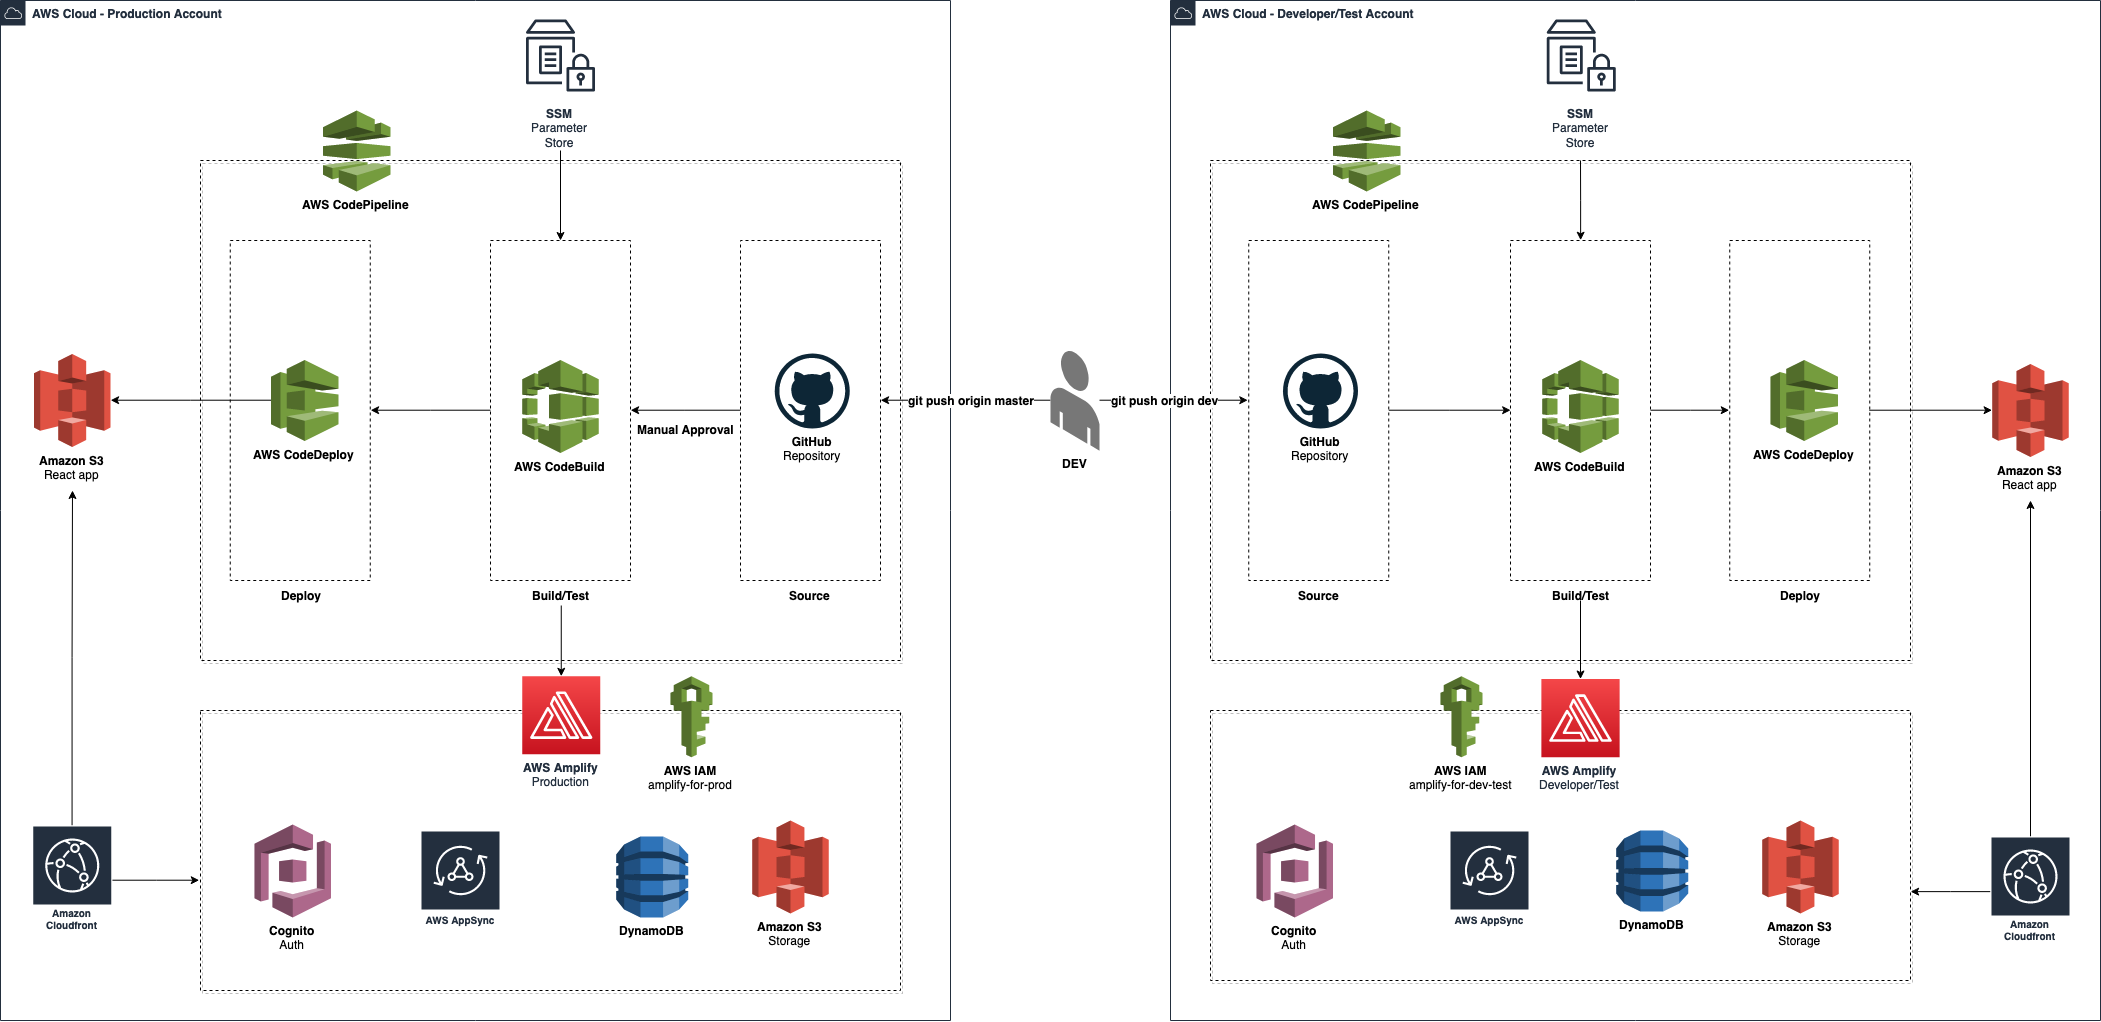 AWS Cloud - Production Account
SSM
Parameter
Store
AWS CodePipeline
AWS CodeDeploy
Deploy
AWS CodeBuild
Build/Test
Manual Approval
GitHub
Repository
Source
Amazon S3
React app
AWS Amplify
Production
AWS IAM
amplify-for-prod
Amazon
Cloudfront
Cognito
Auth
AWS AppSync
DynamoDB
Amazon S3
Storage
git push origin master
DEV
git push origin dev
AWS Cloud - Developer/Test Account
SSM
Parameter
Store
AWS CodePipeline
GitHub
Repository
Source
AWS CodeBuild
Build/Test
AWS CodeDeploy
Deploy
Amazon S3
React app
AWS IAM
amplify-for-dev-test
AWS Amplify
Developer/Test
Cognito
Auth
AWS AppSync
DynamoDB
Amazon S3
Storage
Amazon
Cloudfront